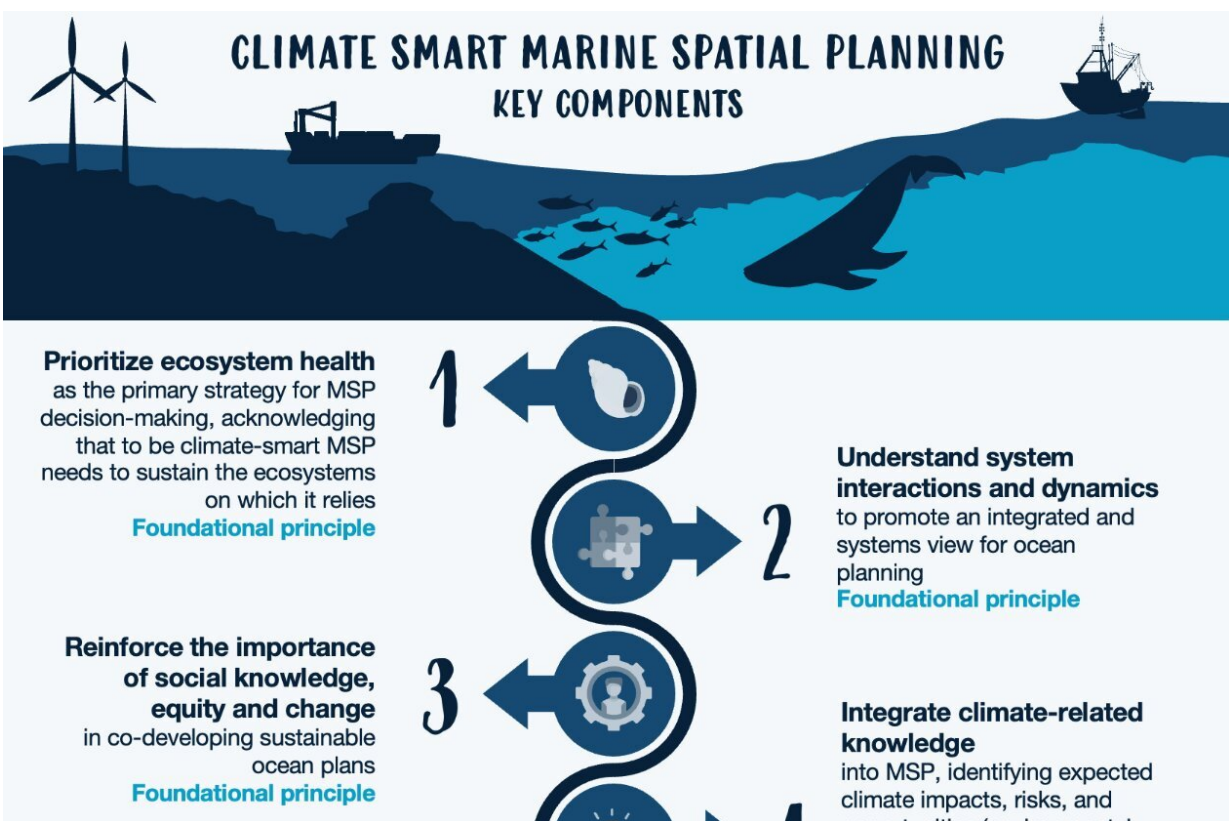 CLIMATE SMART MARINE SPATIAL PLANNING
KEY COMPONENTS
Prioritize ecosystem health
as the primary strategy for MSP
decision-making, acknowledging
that to be climate-smart MSP
needs to sustain the ecosystems
on which it relies
Foundational principle
1
2
Understand system
interactions and dynamics
to promote an integrated and
systems view for ocean
planning
Foundational principle
Reinforce the importance
of social knowledge,
equity and change
in co-developing sustainable
ocean plans
Foundational principle
3
Integrate climate-related
knowledge
into MSP, identifying expected
climate impacts, risks, and